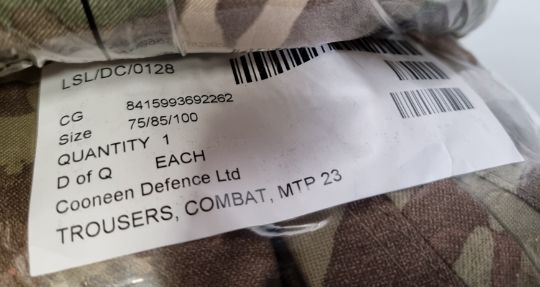 LSL/DC/0128
CG 8415993692262
Size 75/85/100
QUANTITY 1
D of Q EACH
Cooneen Defence Ltd
TROUSERS, COMBAT, MTP 23